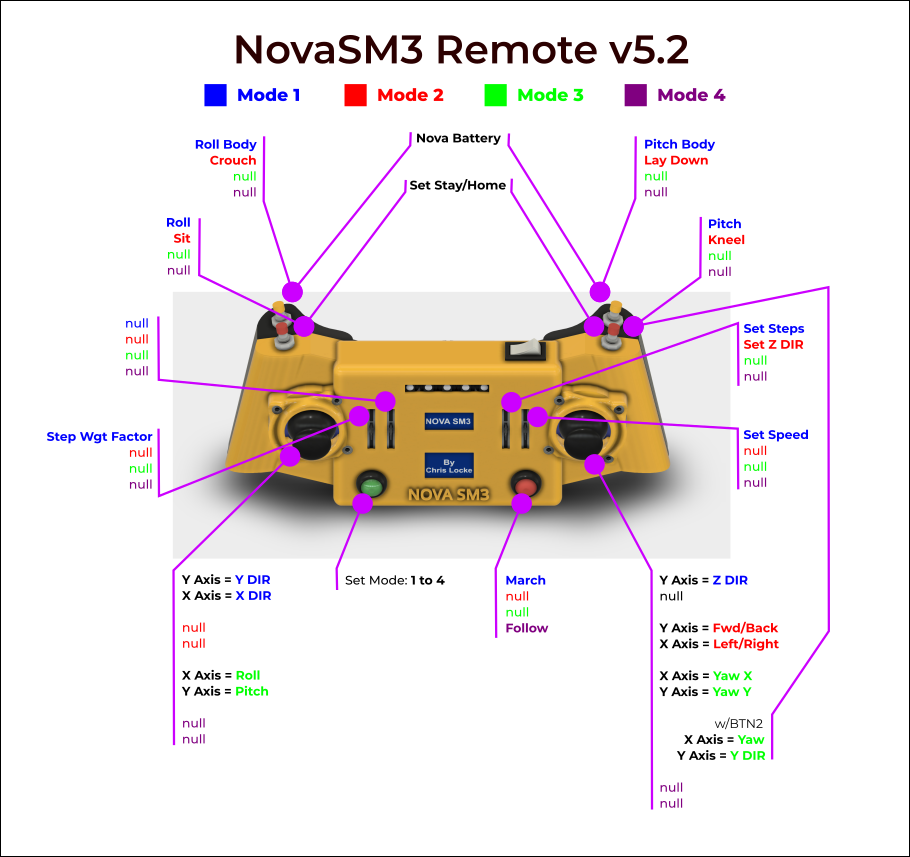 NovaSM3 Remote v5.2
Mode 1
Mode 2
Mode 3
Mode 4
Roll Body
Crouch
null
null
Nova Battery
Set Stay/Home
Pitch Body
Lay Down
null
null
Roll
Sit
null
null
Pitch
Kneel
null
null
null
null
null
null
Set Steps
Set Z DIR
null
null
Step Wgt Factor
null
null
null
Set Speed
null
null
null
NOVA SM3
By
Chris Locke
NOVA SM3
Y Axis = Y DIR
X Axis = X DIR
null
null
X Axis = Roll
Y Axis = Pitch
null
null
Set Mode: 1 to 4
March
null
null
Follow
Y Axis = Z DIR
null
Y Axis = Fwd/Back
X Axis = Left/Right
X Axis = Yaw X
Y Axis = Yaw Y
w/BTN2
X Axis = Yaw
Y Axis = Y DIR
null
null